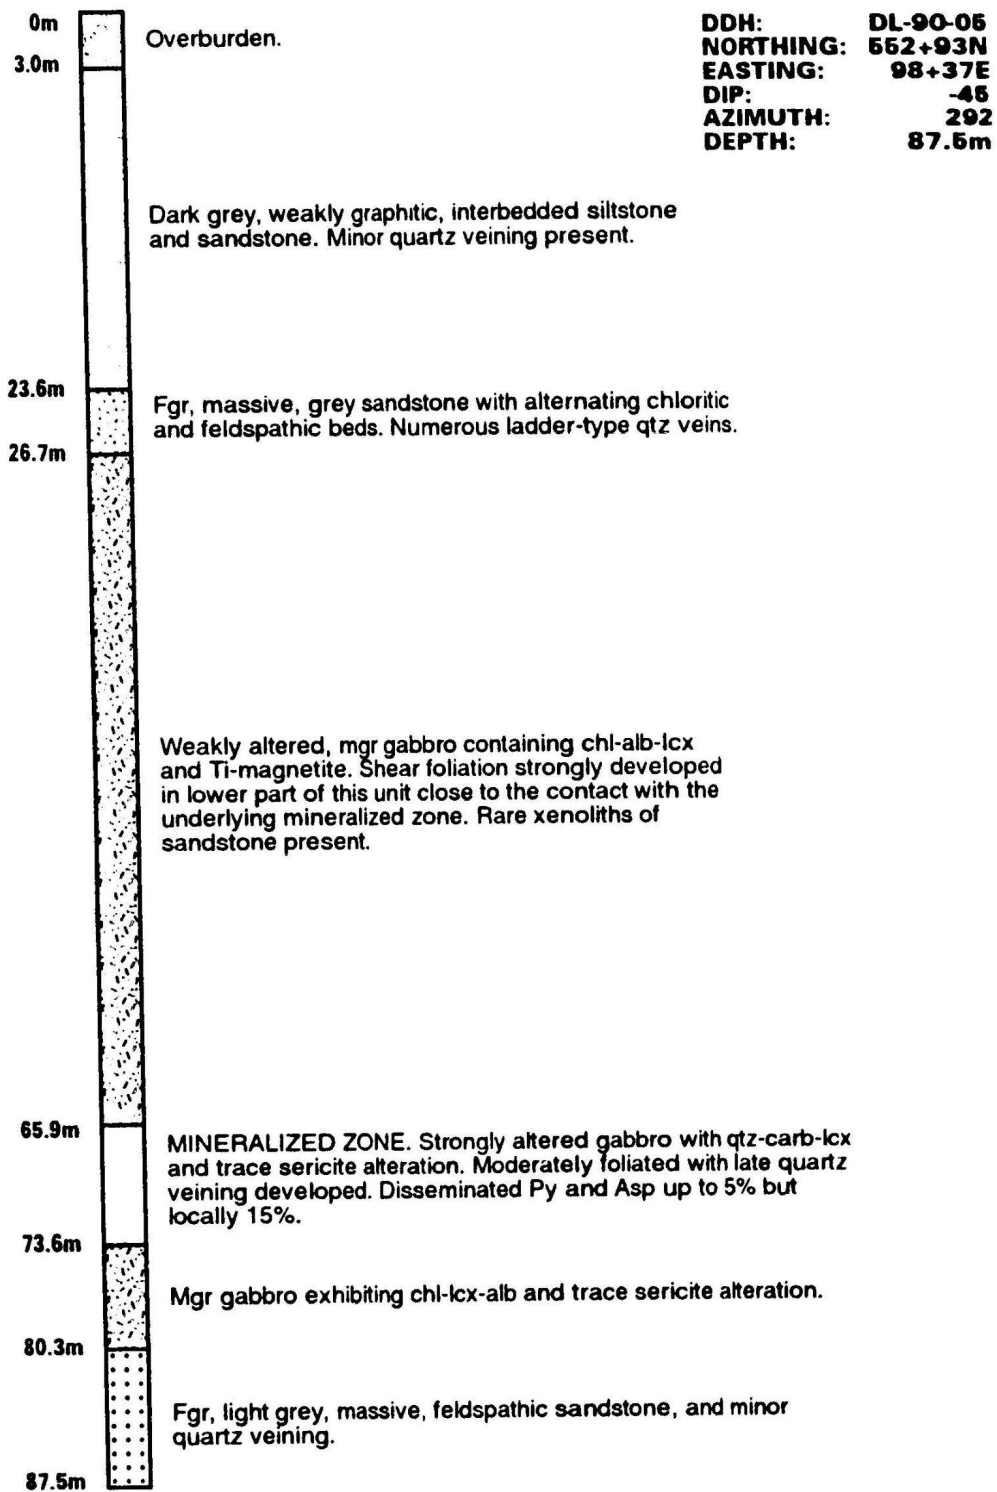 0m
Overburden.
3.0m
DDH: DL-90-05
NORTHING: 552+93N
EASTING: 98+37E
DIP: -45
AZIMUTH: 292
DEPTH: 87.5m
Dark grey, weakly graphitic, interbedded siltstone
and sandstone. Minor quartz veining present.
23.6m
Fgr, massive, grey sandstone with alternating chloritic
and feldspathic beds. Numerous ladder-type qtz veins.
26.7m
Weakly altered, mgr gabbro containing chl-alb-lcx
and Ti-magnetite. Shear foliation strongly developed
in lower part of this unit close to the contact with the
underlying mineralized zone. Rare xenoliths of
sandstone present.
65.9m
MINERALIZED ZONE. Strongly altered gabbro with qtz-carb-lcx
and trace sericite alteration. Moderately foliated with late quartz
veining developed. Disseminated Py and Asp up to 5% but
locally 15%.
73.6m
Mgr gabbro exhibiting chl-lcx-alb and trace sericite alteration.
80.3m
Fgr, light grey, massive, feldspathic sandstone, and minor
quartz veining.
87.5m